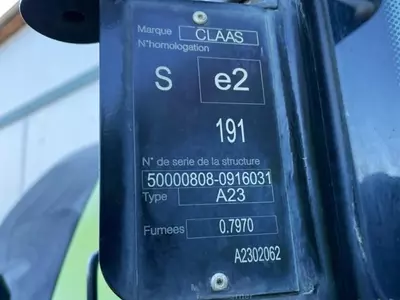 Marque CLAAS
N°homologation
S e2
191
N° de serie de la structure
50000808-0916031
Type A23
Fumees 0.7970
A2302062